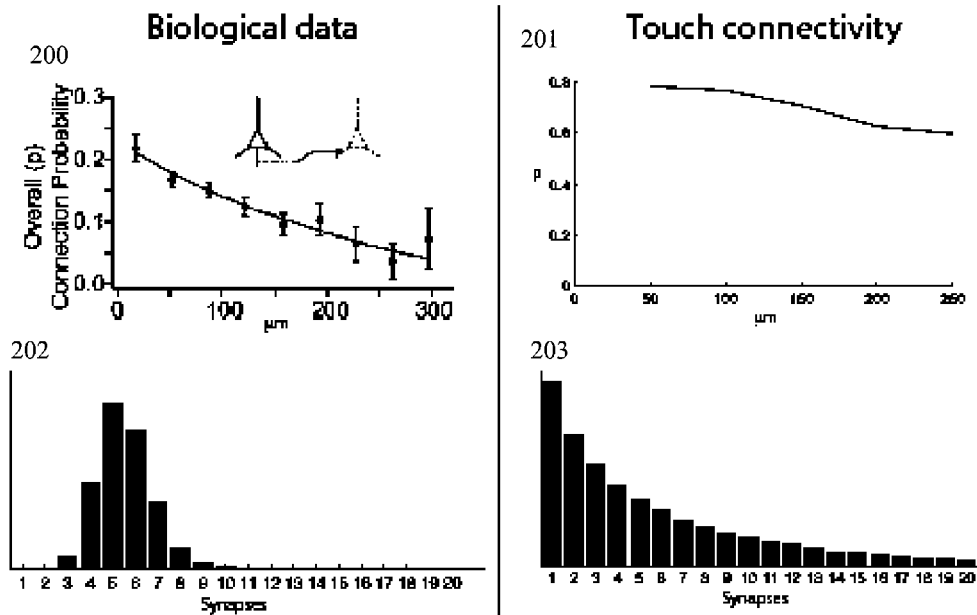 Biological data
200
Overall (p)
Connection Probability
0.3
0.2
0.1
0.0
0 100 200 300
µm
202
1 2 3 4 5 6 7 8 9 10 11 12 13 14 15 16 17 18 19 20
Synapses
Touch connectivity
201
0.8
0.6
0.4
0.2
0
p
0 50 100 150 200 250
µm
203
1 2 3 4 5 6 7 8 9 10 11 12 13 14 15 16 17 18 19 20
Synapses